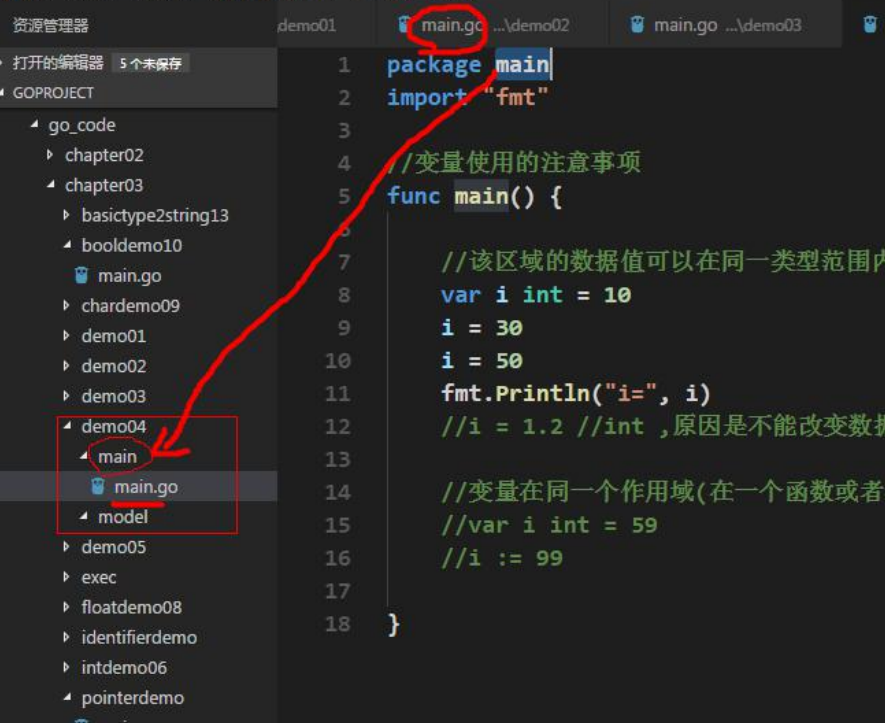 资源管理器
打开的编辑器 5 个未保存
GOPROJECT
go_code
chapter02
chapter03
basictype2string13
booldemo10
main.go
chardemo09
demo01
demo02
demo03
demo04
main
main.go
model
demo05
exec
floatdemo08
identifierdemo
intdemo06
pointerdemo
demo01 main.go ...\demo02 main.go ...\demo03
1 package main
2 import "fmt"
3
4 //变量使用的注意事项
5 func main() {
6
7 //该区域的数据值可以在同一类型范围内
8 var i int = 10
9 i = 30
10 i = 50
11 fmt.Println("i=", i)
12 //i = 1.2 //int ,原因是不能改变数据
13
14 //变量在同一个作用域(在一个函数或者
15 //var i int = 59
16 //i := 99
17
18 }